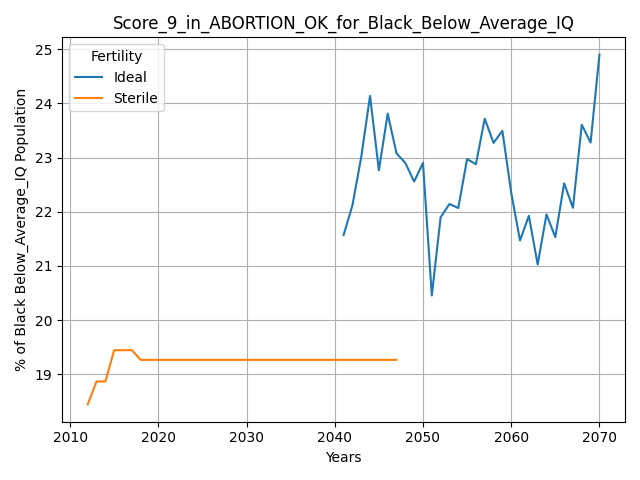 Score_9_in_ABORTION_OK_for_Black_Below_Average_IQ
% of Black Below_Average_IQ Population
25
24
23
22
21
20
19
Fertility
Ideal
Sterile
2010 2020 2030 2040 2050 2060 2070
Years